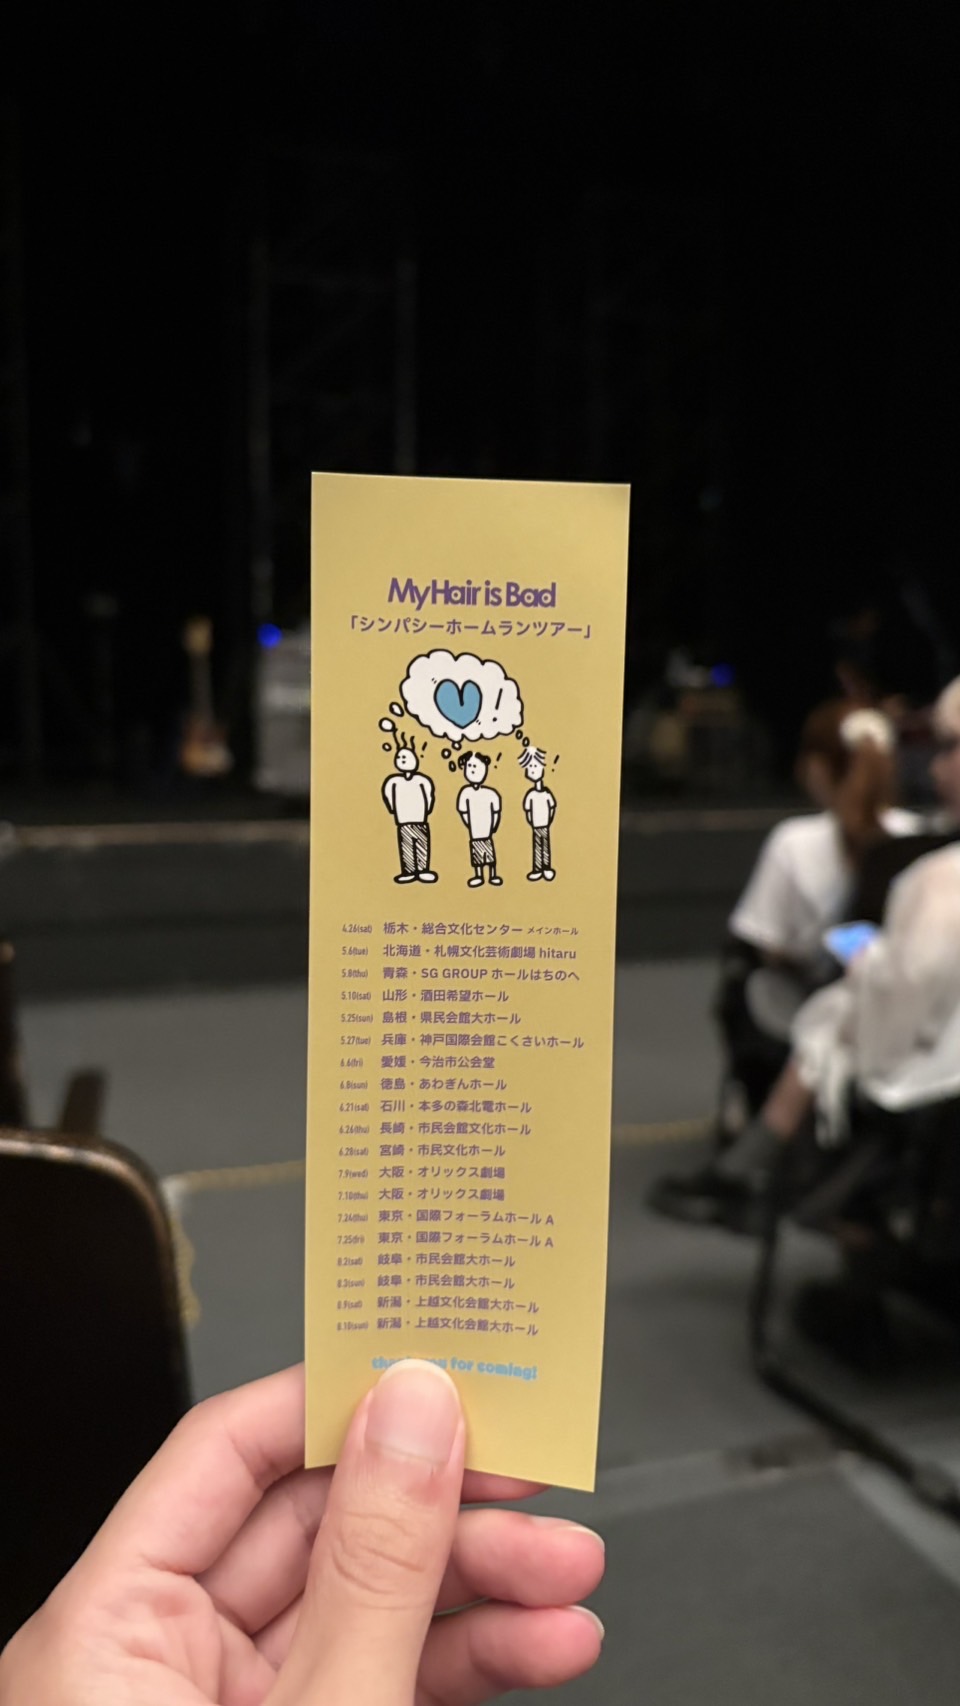 My Hair is Bad
「シンパシーホームランツアー」
!
4.26(sat) 栃木・総合文化センター メインホール
5.6(tue) 北海道・札幌文化芸術劇場 hitaru
5.8(thu) 青森・SG GROUP ホールはちのへ
5.10(sat) 山形・酒田希望ホール
5.25(sun) 島根・県民会館大ホール
5.27(tue) 兵庫・神戸国際会館こくさいホール
6.6(fri) 愛媛・今治市公会堂
6.8(sun) 徳島・あわぎんホール
6.21(sat) 石川・本多の森北電ホール
6.26(thu) 長崎・市民会館文化ホール
6.28(sat) 宮崎・市民文化ホール
7.9(wed) 大阪・オリックス劇場
7.10(thu) 大阪・オリックス劇場
7.24(thu) 東京・国際フォーラムホール A
7.25(fri) 東京・国際フォーラムホール A
8.2(sat) 岐阜・市民会館大ホール
8.3(sun) 岐阜・市民会館大ホール
8.9(sat) 新潟・上越文化会館大ホール
8.10(sun) 新潟・上越文化会館大ホール
for coming!